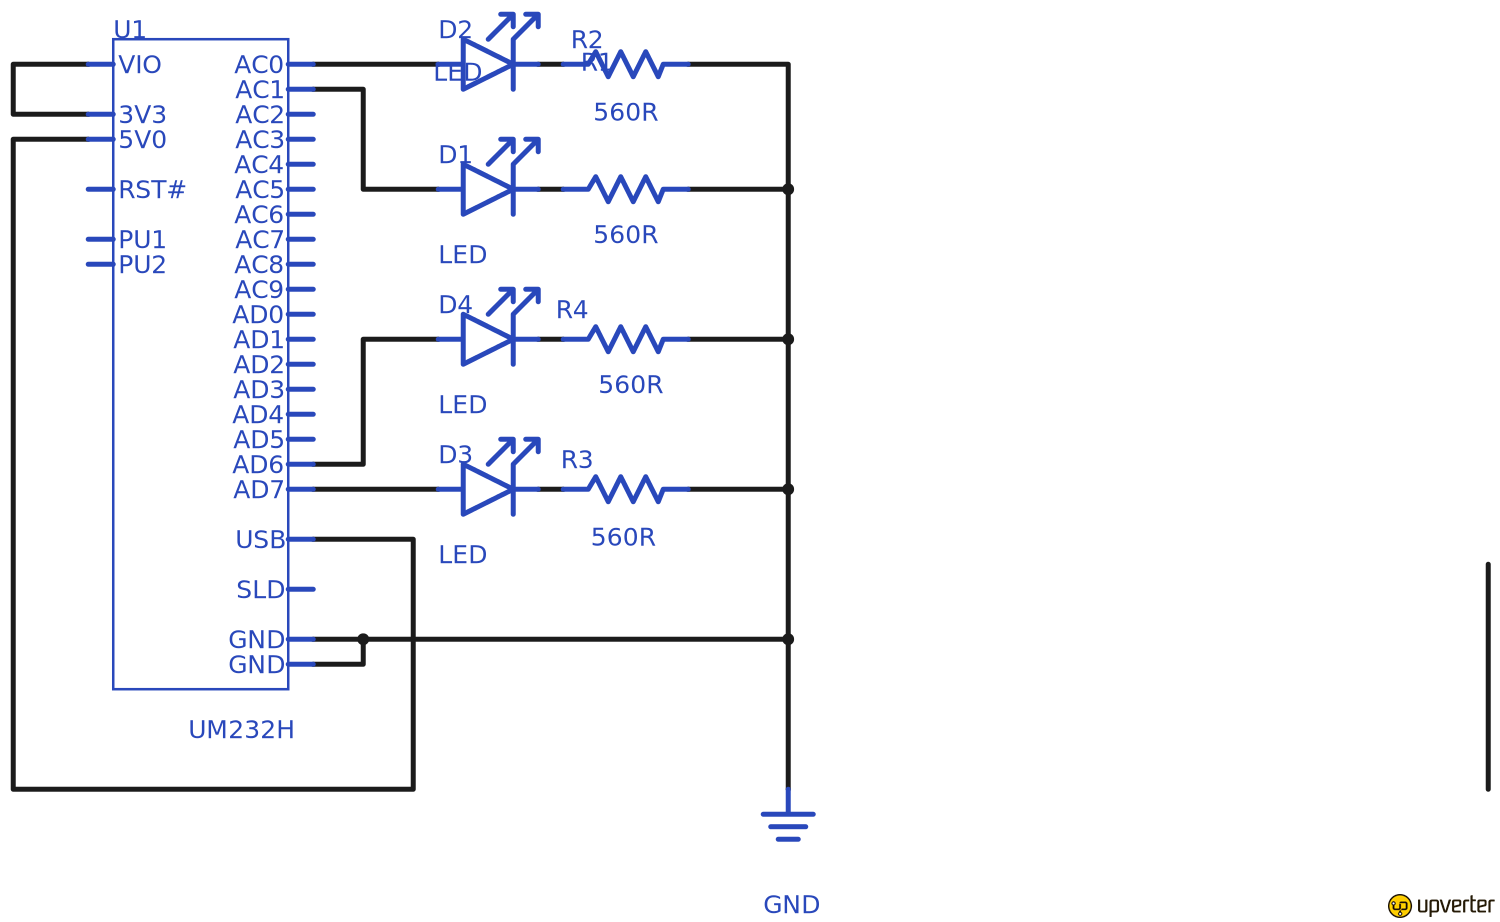 U1
VIO
3V3
5V0
RST#
PU1
PU2
AC0
AC1
AC2
AC3
AC4
AC5
AC6
AC7
AC8
AC9
AD0
AD1
AD2
AD3
AD4
AD5
AD6
AD7
USB
SLD
GND
GND
UM232H
D2
LED
R2
R1
560R
D1
LED
560R
D4
LED
R4
560R
D3
LED
R3
560R
GND
upverter